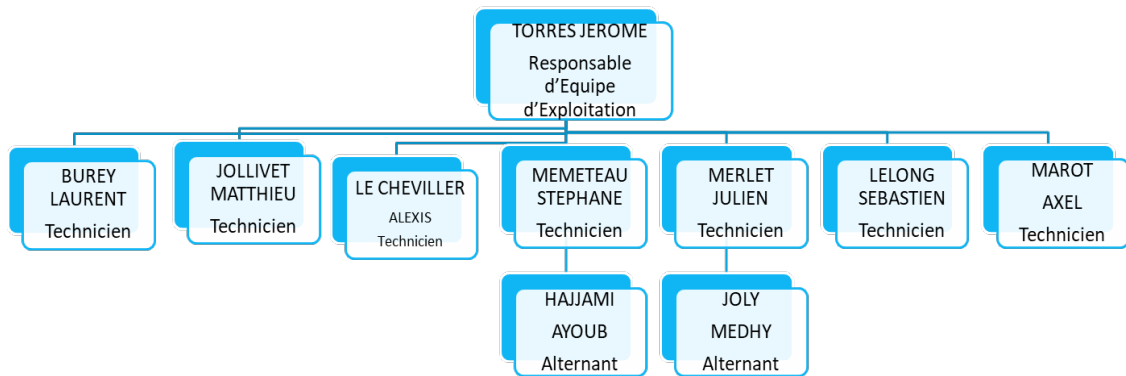 TORRES JEROME
Responsable
d’Equipe
d’Exploitation
BUREY
LAURENT
Technicien
JOLLIVET
MATTHIEU
Technicien
LE CHEVILLER
ALEXIS
Technicien
MEMETEAU
STEPHANE
Technicien
MERLET
JULIEN
Technicien
LELONG
SEBASTIEN
Technicien
MAROT
AXEL
Technicien
HAJJAMI
AYOUB
Alternant
JOLY
MEDHY
Alternant